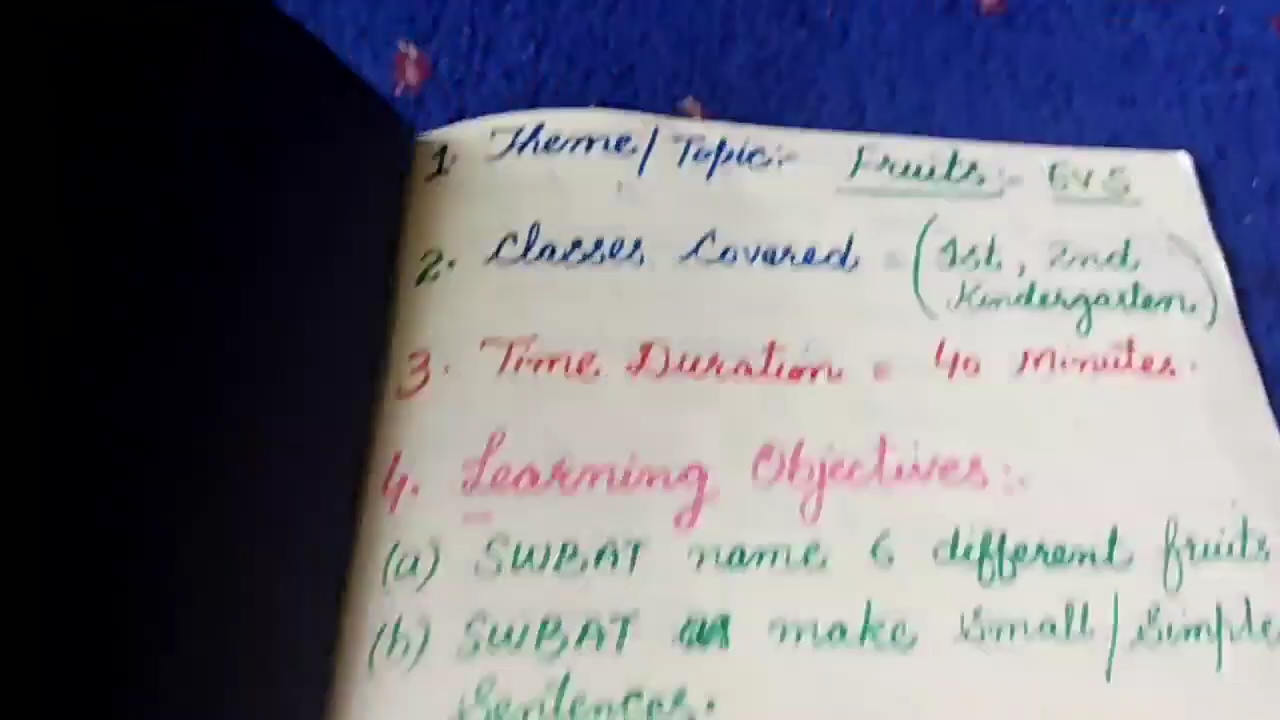 1. Theme/Topic:- Fruits:- EVS
2. Classes Covered = (1st, 2nd
Kindergarten)
3. Time Duration = 40 Minutes.
4. Learning Objectives:-
(a) SWBAT name 6 different fruits
(b) SWBAT make small/simple
Sentences.